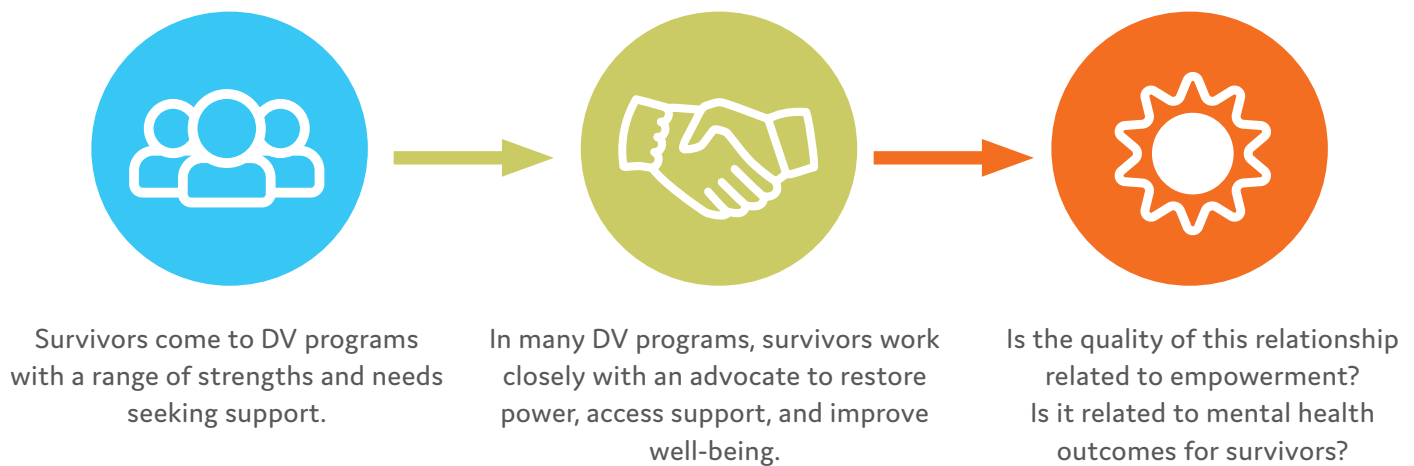 Survivors come to DV programs
with a range of strengths and needs
seeking support.
In many DV programs, survivors work
closely with an advocate to restore
power, access support, and improve
well-being.
Is the quality of this relationship
related to empowerment?
Is it related to mental health
outcomes for survivors?